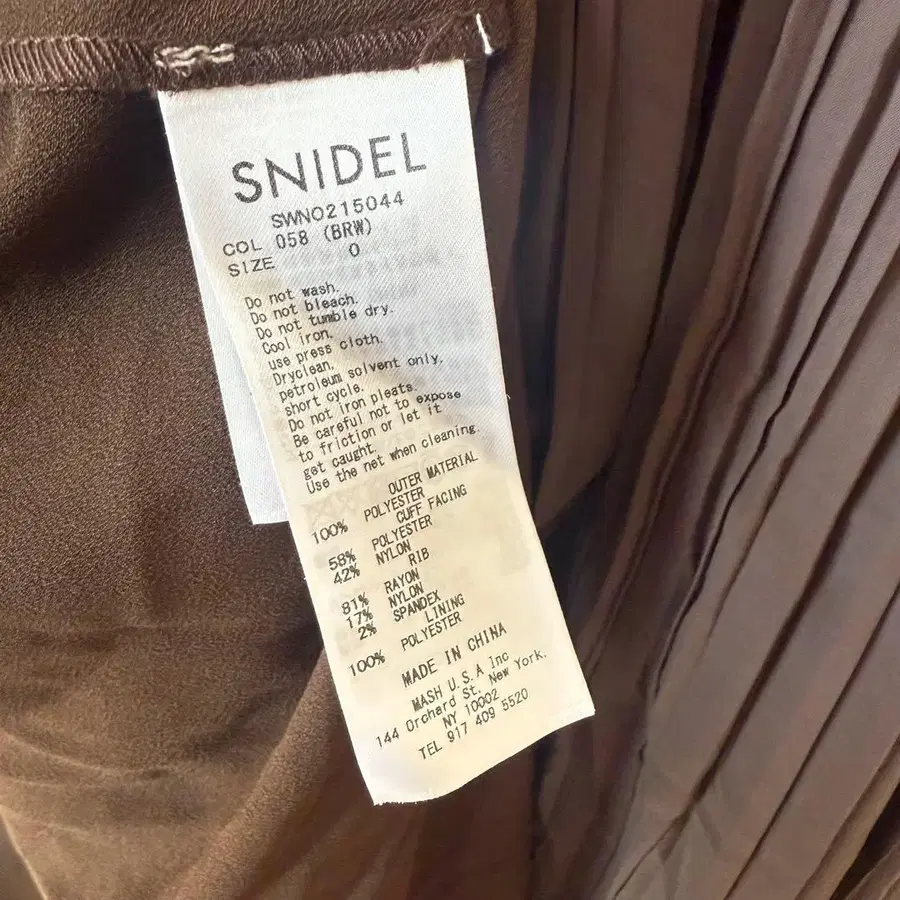 SNIDEL
SWNO215044
COL 058 (BRW)
SIZE 0
Do not wash.
Do not bleach.
Do not tumble dry.
Cool iron.
use press cloth.
Dryclean.
petroleum solvent only.
short cycle.
Do not iron pleats.
Be careful not to expose
to friction or let it
get caught.
Use the net when cleaning.
OUTER MATERIAL
100% POLYESTER
CUFF FACING
58% POLYESTER
42% NYLON
RIB
81% RAYON
17% NYLON
2% SPANDEX
LINING
100% POLYESTER
MADE IN CHINA
MASH U.S.A Inc
144 Orchard St. New York.
NY 10002
TEL 917 409 5520